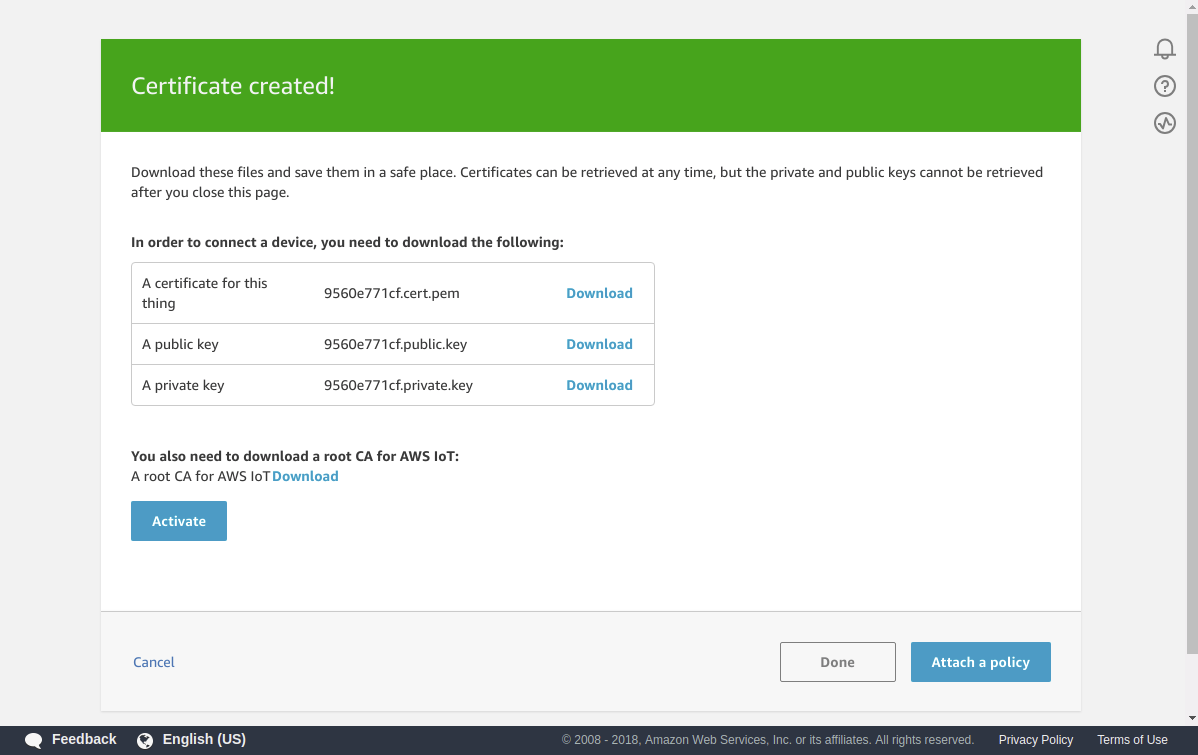 Certificate created!
Download these files and save them in a safe place. Certificates can be retrieved at any time, but the private and public keys cannot be retrieved
after you close this page.
In order to connect a device, you need to download the following:
A certificate for this
thing
9560e771cf.cert.pem
Download
A public key
9560e771cf.public.key
Download
A private key
9560e771cf.private.key
Download
You also need to download a root CA for AWS IoT:
A root CA for AWS IoT Download
Activate
Cancel
Done
Attach a policy
Feedback
English (US)
© 2008 - 2018, Amazon Web Services, Inc. or its affiliates. All rights reserved.
Privacy Policy
Terms of Use